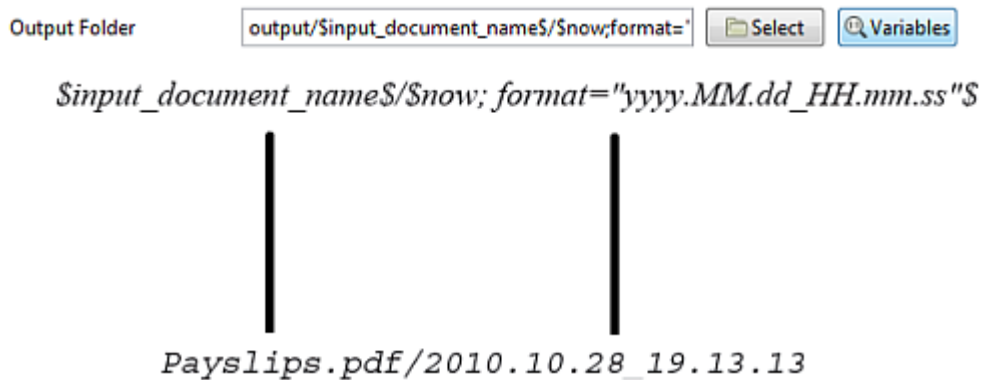 Output Folder output/$input_document_name$/$now;format=" Select Variables
$input_document_name$/$now; format="yyyy.MM.dd_HH.mm.ss"$
Payslips.pdf/2010.10.28_19.13.13